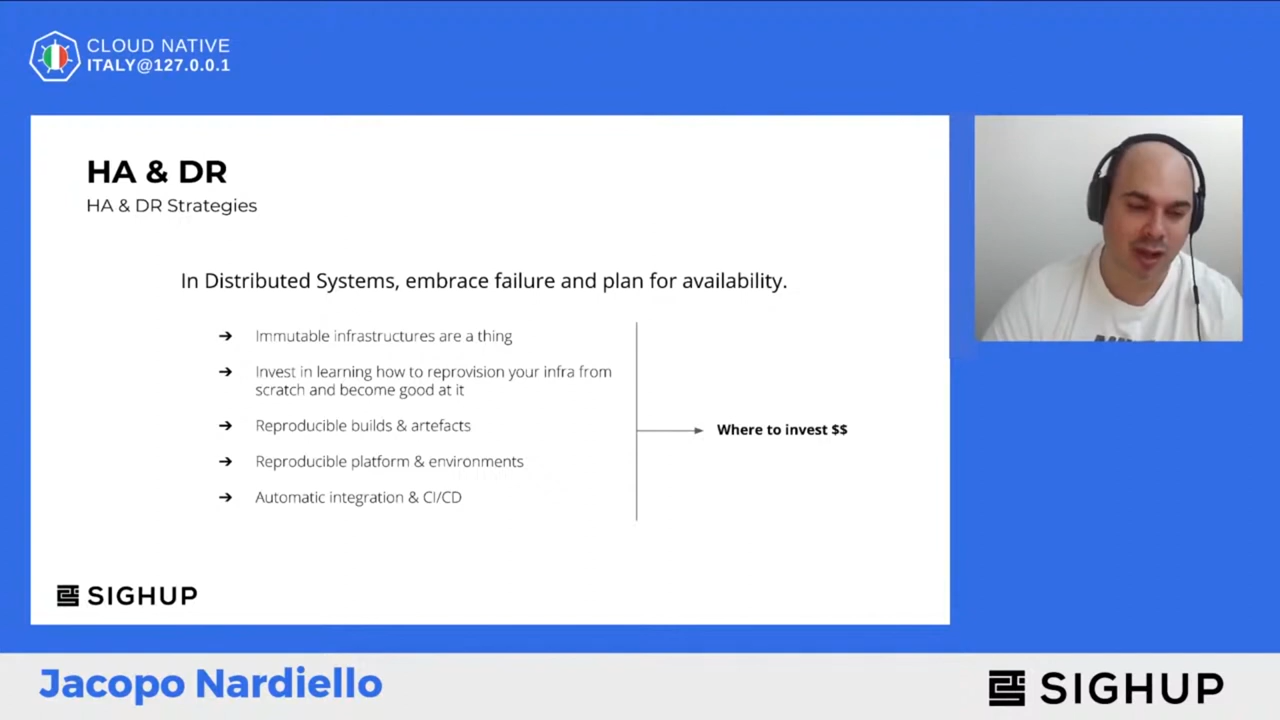 CLOUD NATIVE
ITALY@127.0.0.1
HA & DR
HA & DR Strategies
In Distributed Systems, embrace failure and plan for availability.
➔ Immutable infrastructures are a thing
➔ Invest in learning how to reprovision your infra from
scratch and become good at it
➔ Reproducible builds & artefacts
➔ Reproducible platform & environments
➔ Automatic integration & CI/CD
Where to invest $$
SIGHUP
Jacopo Nardiello
SIGHUP